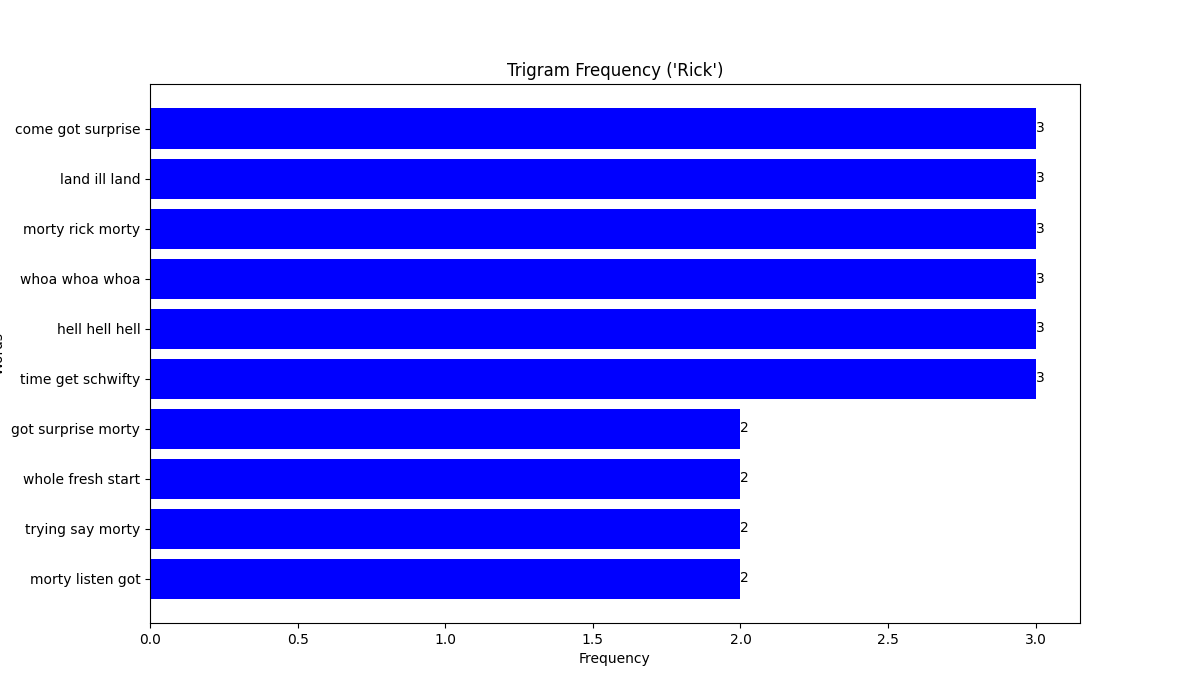 Trigram Frequency ('Rick')
come got surprise 3
land ill land 3
morty rick morty 3
whoa whoa whoa 3
hell hell hell 3
time get schwifty 3
got surprise morty 2
whole fresh start 2
trying say morty 2
morty listen got 2
0.0 0.5 1.0 1.5 2.0 2.5 3.0
Frequency